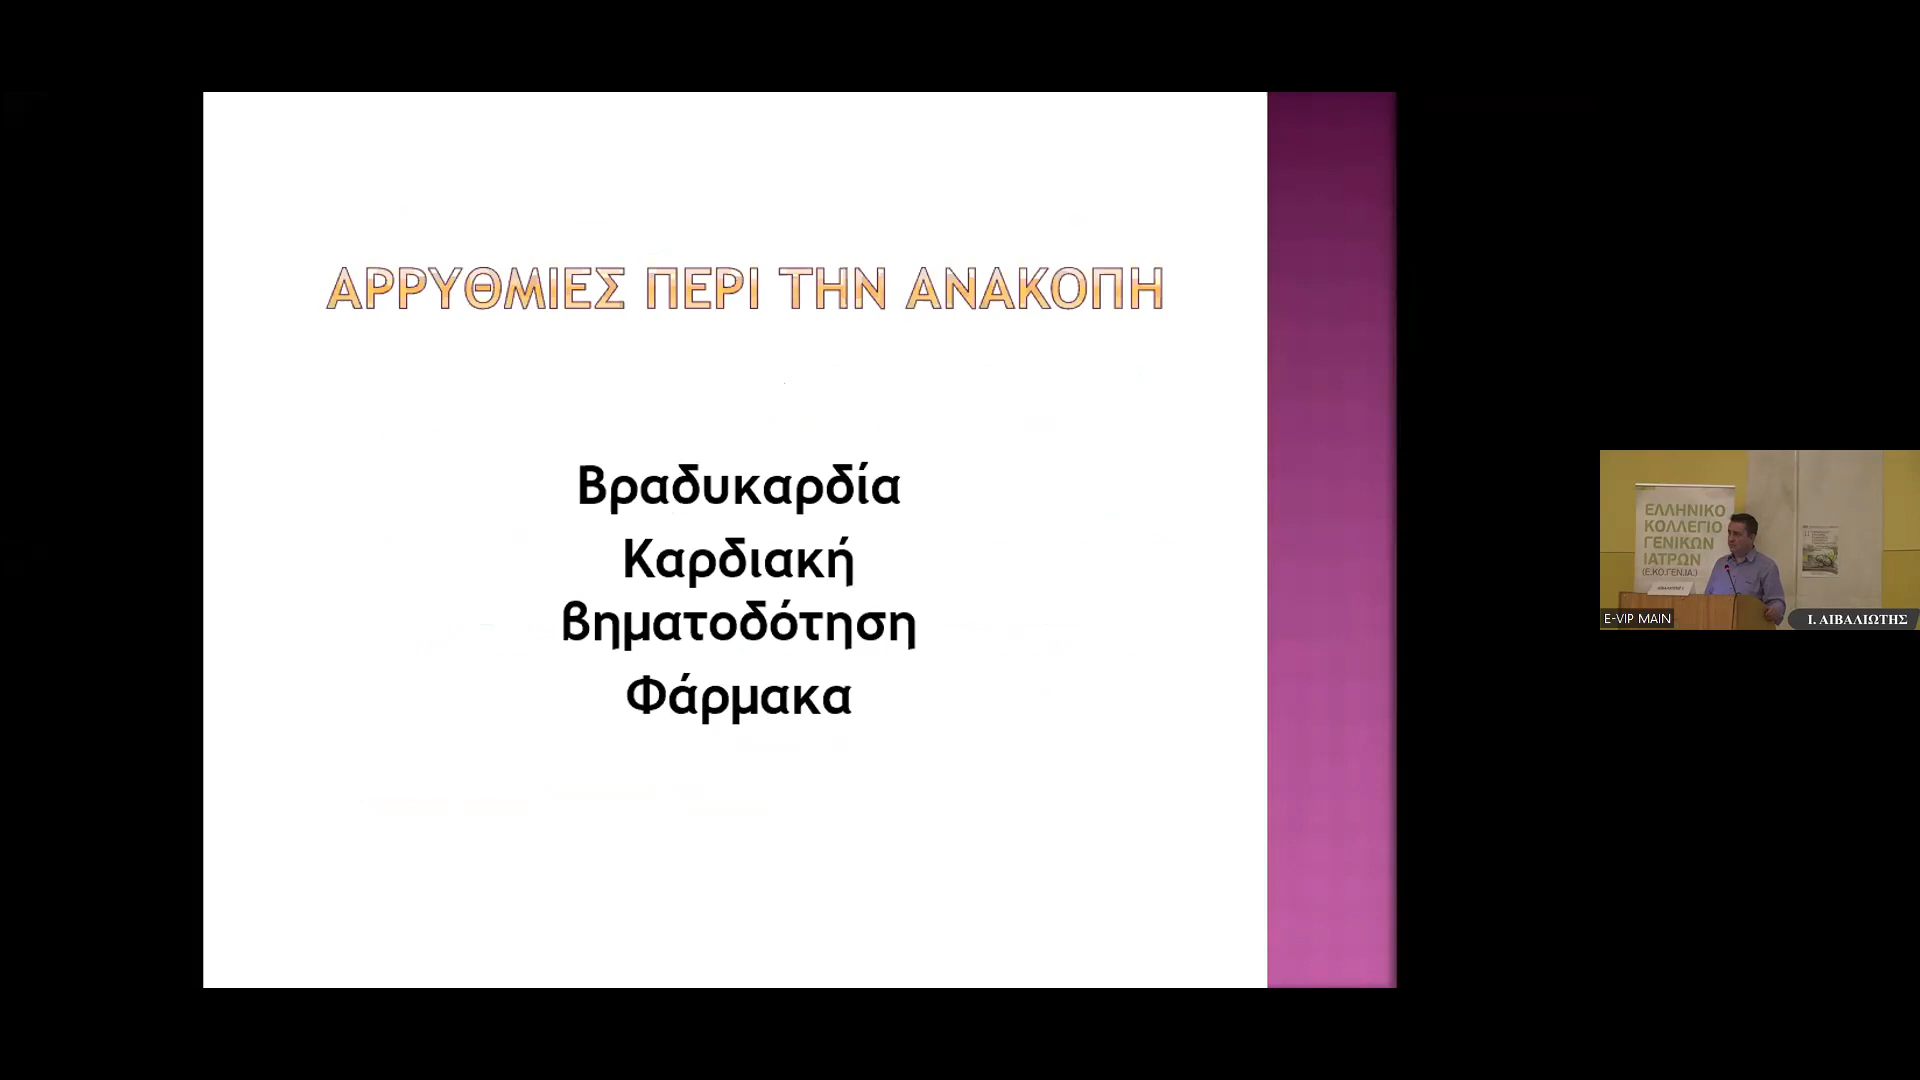 ΑΡΡΥΘΜΙΕΣ ΠΕΡΙ ΤΗΝ ΑΝΑΚΟΠΗ
Βραδυκαρδία
Καρδιακή
βηματοδότηση
Φάρμακα
ΕΛΛΗΝΙΚΟ
ΚΟΛΛΕΓΙΟ
ΓΕΝΙΚΩΝ
ΙΑΤΡΩΝ
(Ε.ΚΟ.ΓΕΝ.ΙΑ.)
E-VIP MAIN
Ι. ΑΙΒΑΛΙΩΤΗΣ